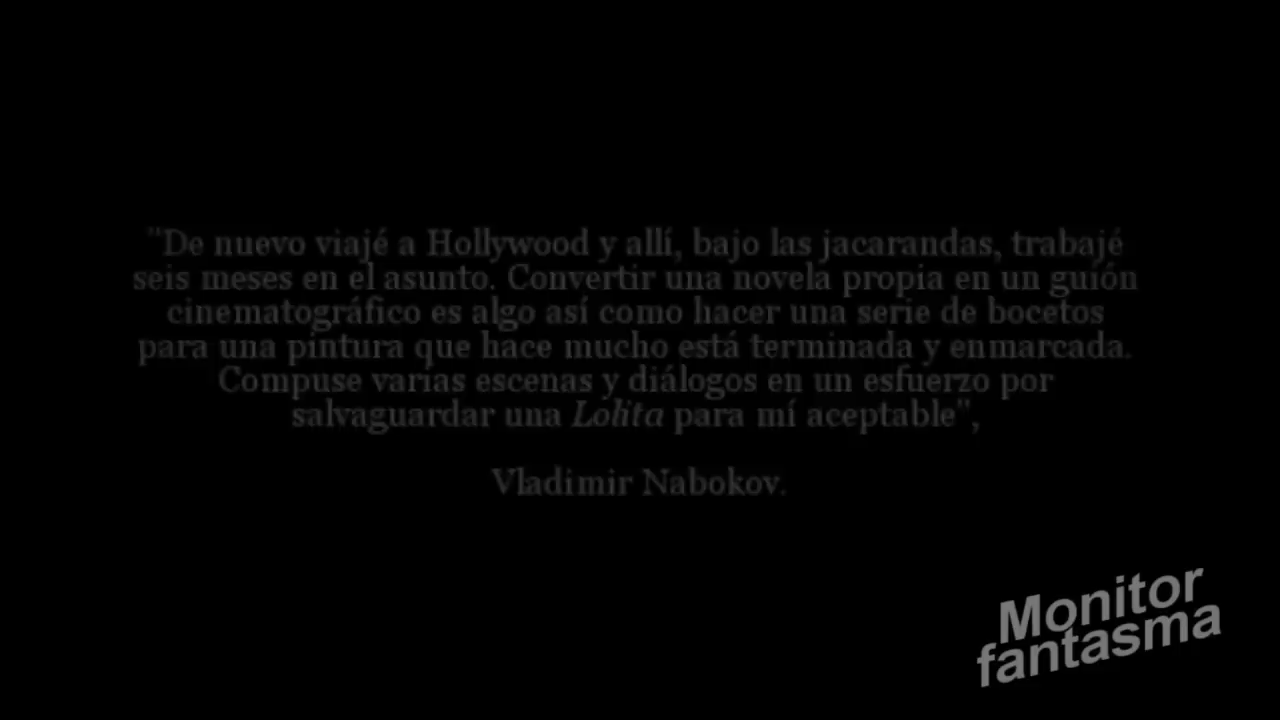 "De nuevo viajé a Hollywood y allí, bajo las jacarandas, trabajé
seis meses en el asunto. Convertir una novela propia en un guión
cinematográfico es algo así como hacer una serie de bocetos
para una pintura que hace mucho está terminada y enmarcada.
Compuse varias escenas y diálogos en un esfuerzo por
salvaguardar una Lolita para mí aceptable",
Vladimir Nabokov.
Monitor
fantasma